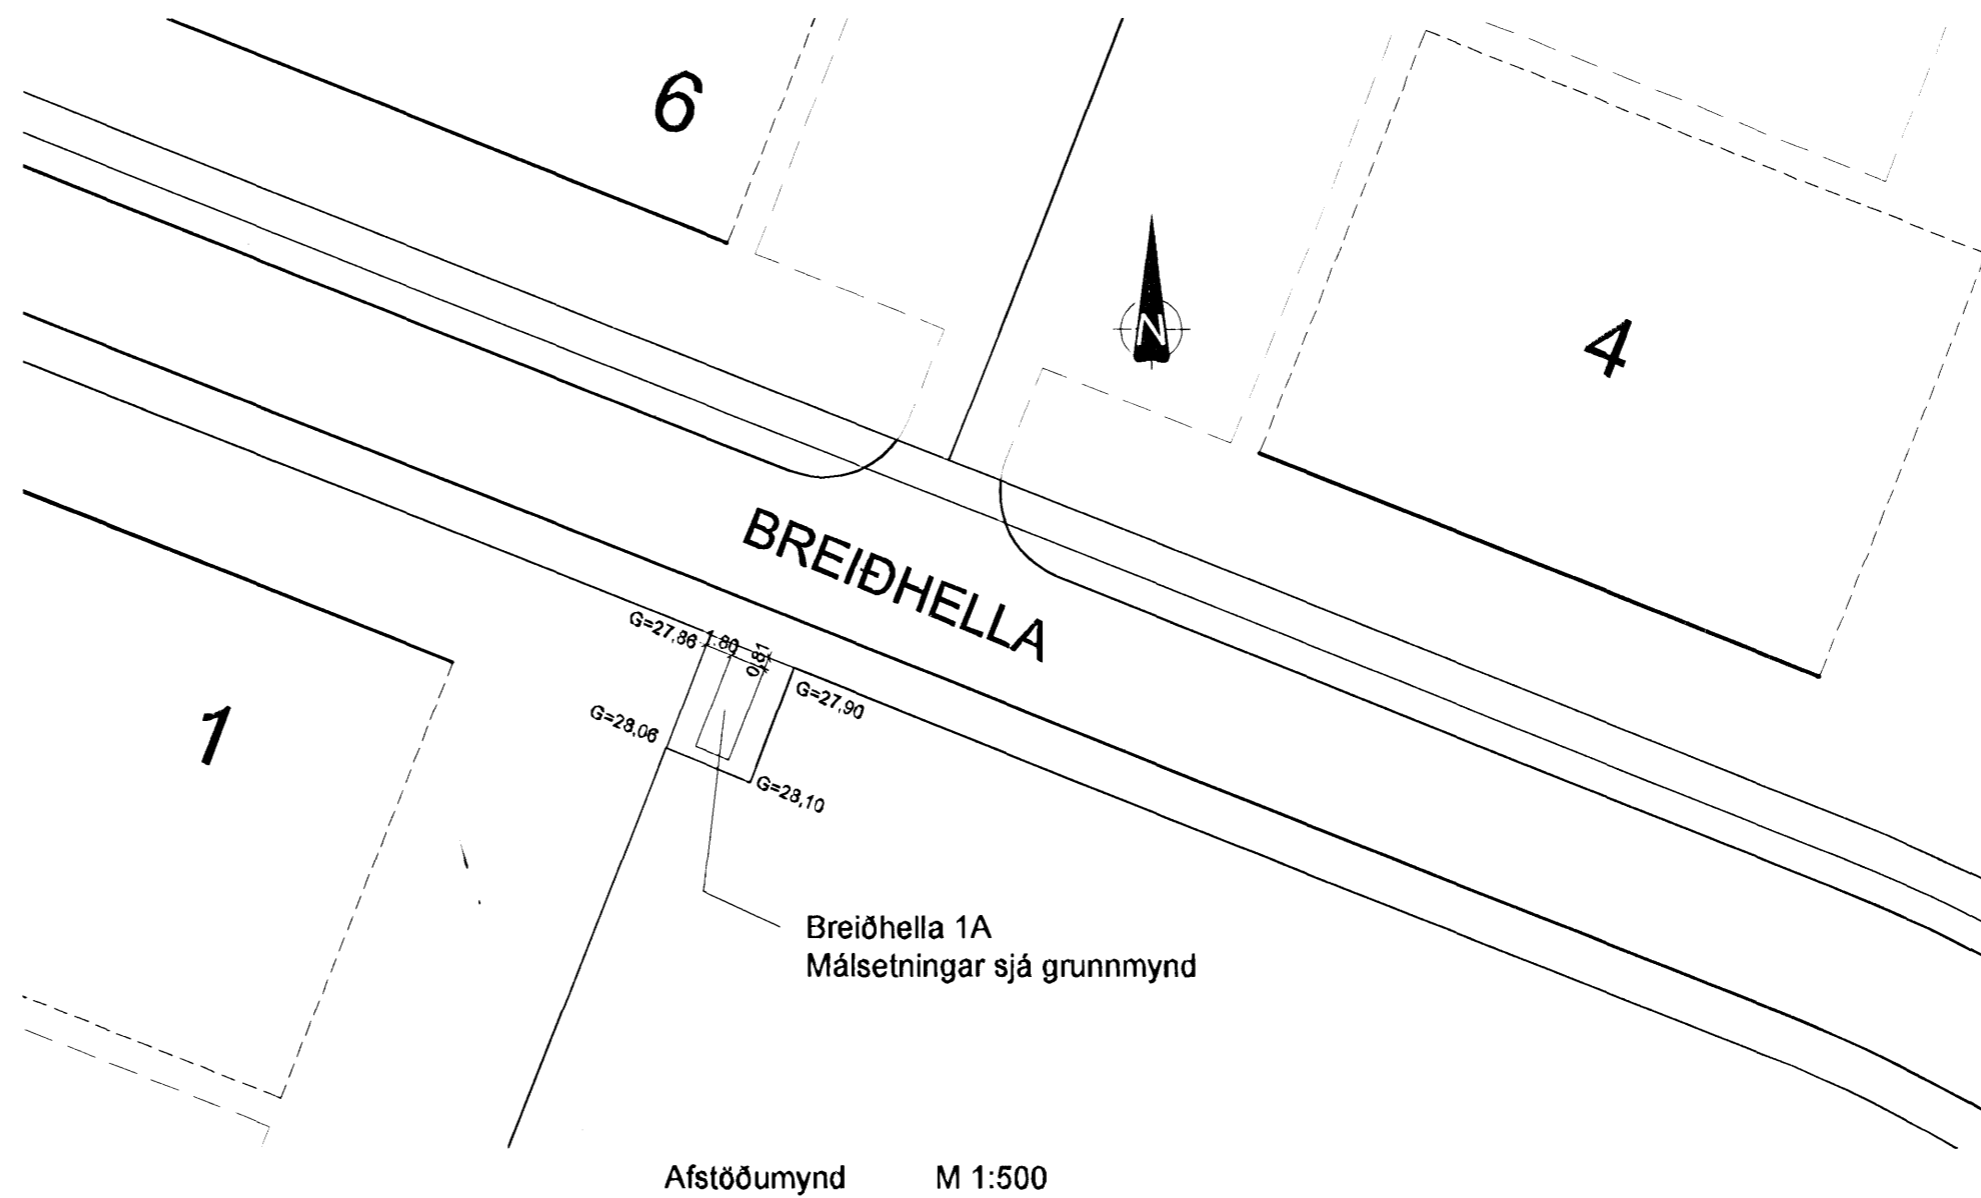 6
N
4
BREIÐHELLA
G=27,86
1.80
0,81
G=27,90
1
G=28,06
G=28,10
Breiðhella 1A
Málsetningar sjá grunnmynd
Afstöðumynd M 1:500